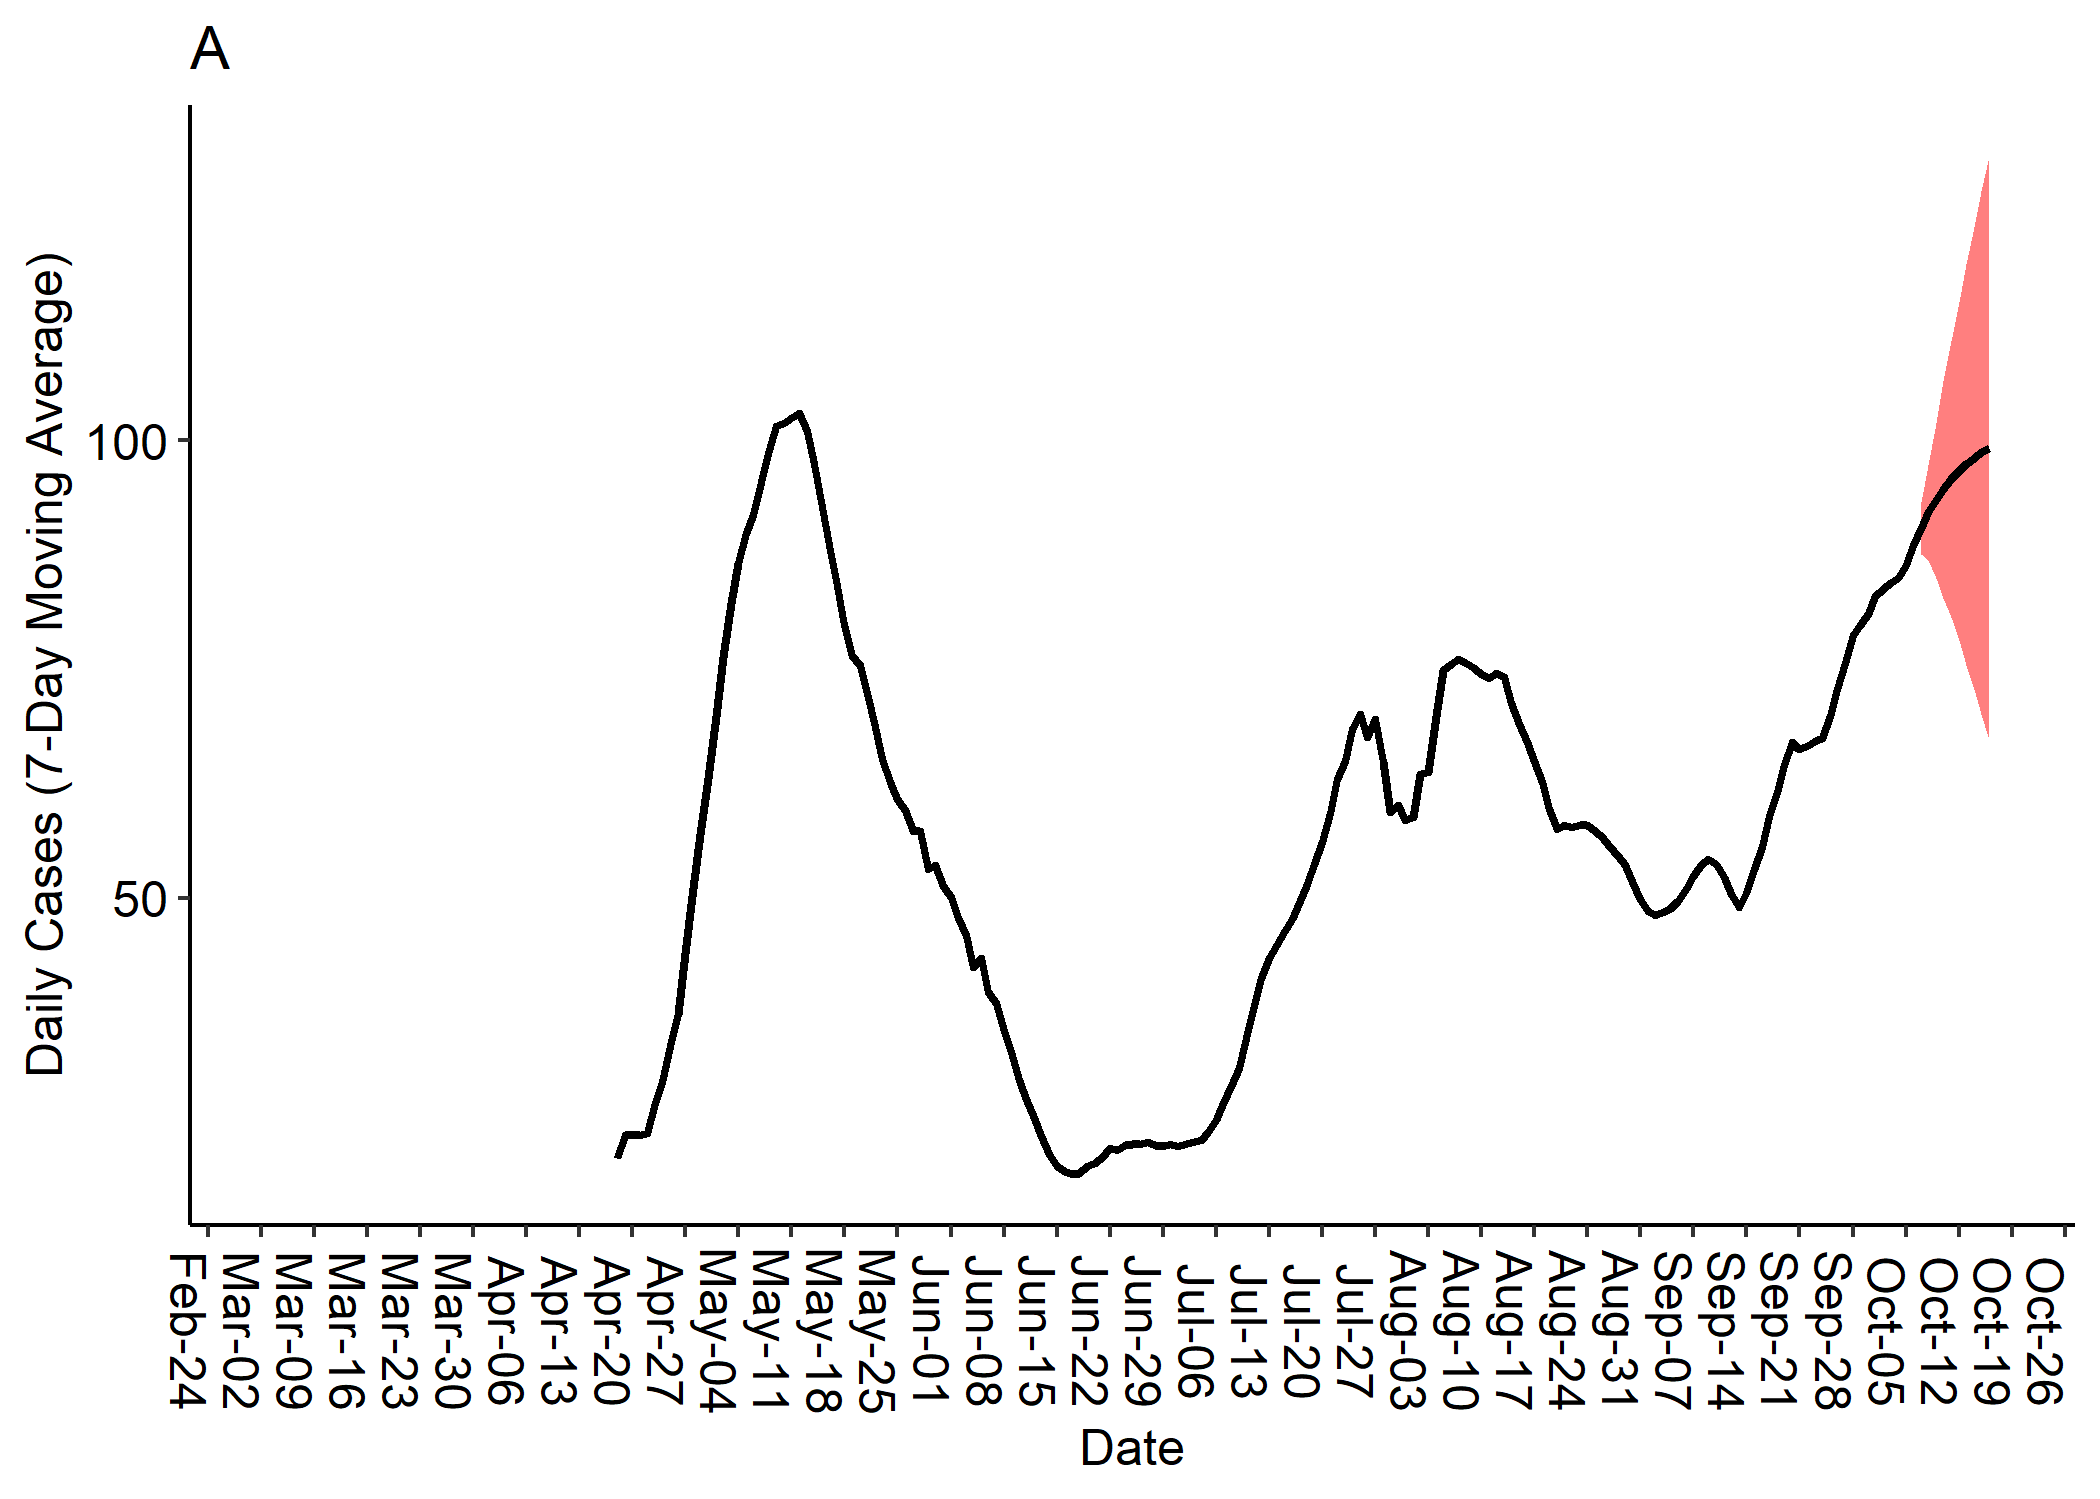 A
Daily Cases (7-Day Moving Average)
100
50
Feb-24
Mar-02
Mar-09
Mar-16
Mar-23
Mar-30
Apr-06
Apr-13
Apr-20
Apr-27
May-04
May-11
May-18
May-25
Jun-01
Jun-08
Jun-15
Jun-22
Jun-29
Jul-06
Jul-13
Jul-20
Jul-27
Aug-03
Aug-10
Aug-17
Aug-24
Aug-31
Sep-07
Sep-14
Sep-21
Sep-28
Oct-05
Oct-12
Oct-19
Oct-26
Date